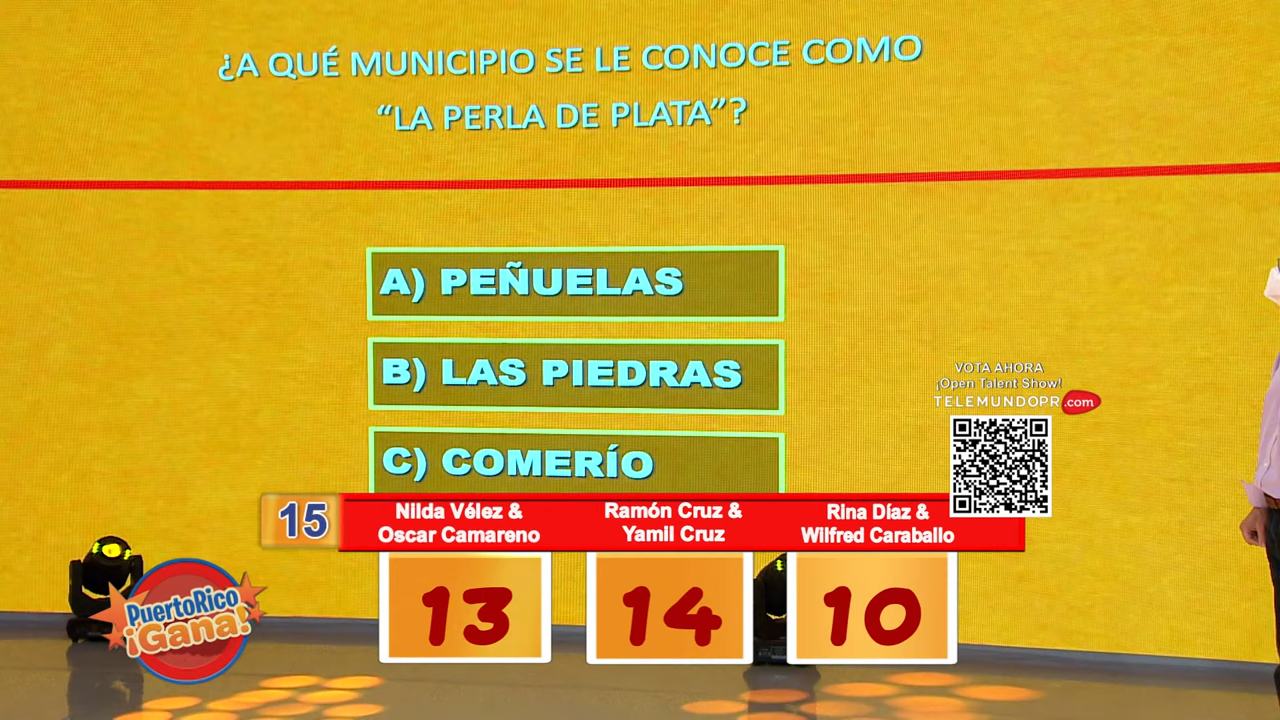 ¿A QUÉ MUNICIPIO SE LE CONOCE COMO
“LA PERLA DE PLATA”?
A) PEÑUELAS
B) LAS PIEDRAS
C) COMERÍO
VOTA AHORA
¡Open Talent Show!
TELEMUNDOPR.com
15
Nilda Vélez &
Oscar Camareno
Ramón Cruz &
Yamil Cruz
Rina Díaz &
Wilfred Caraballo
13
14
10
PuertoRico
¡Gana!